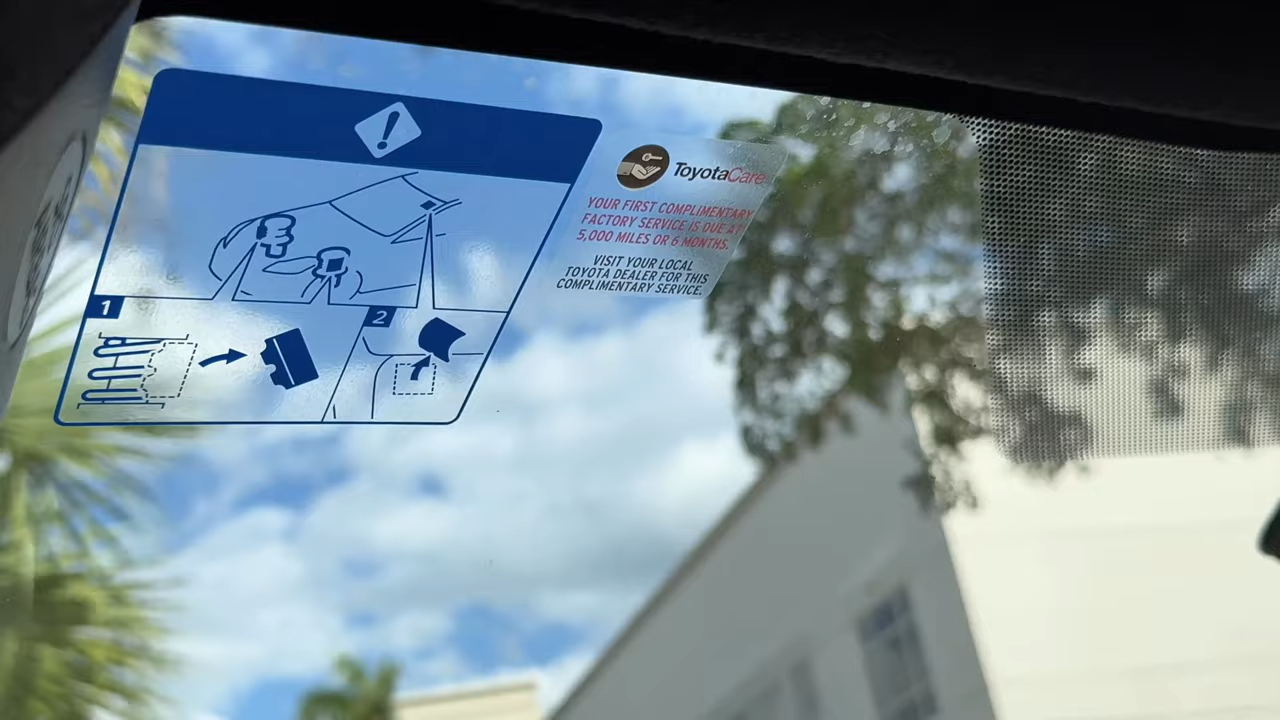 !
1
2
ToyotaCare
YOUR FIRST COMPLIMENTARY
FACTORY SERVICE IS DUE AT
5,000 MILES OR 6 MONTHS.
VISIT YOUR LOCAL
TOYOTA DEALER FOR THIS
COMPLIMENTARY SERVICE.